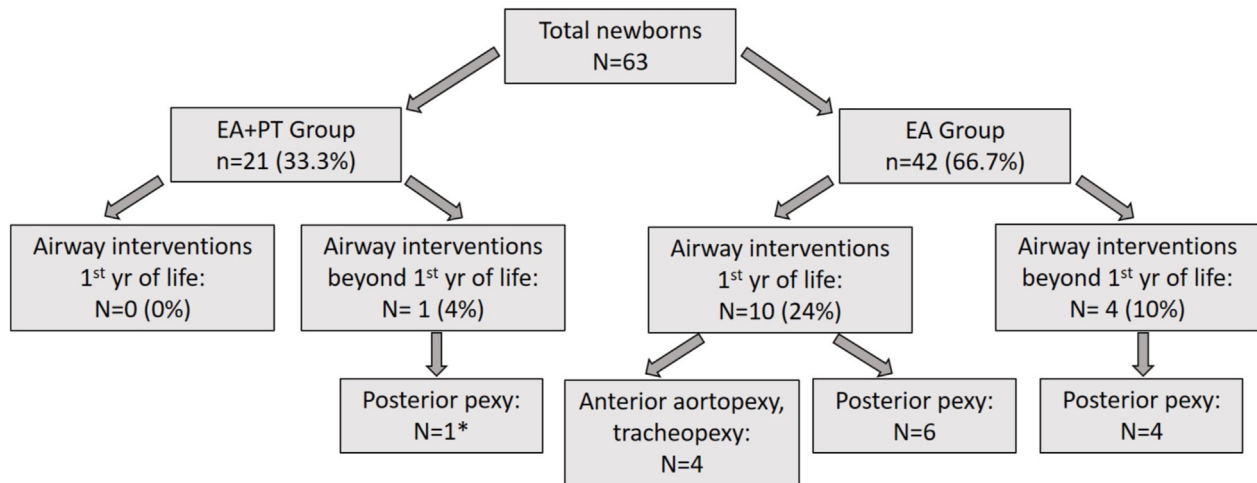 Total newborns
N=63
EA+PT Group
n=21 (33.3%)
EA Group
n=42 (66.7%)
Airway interventions
1st yr of life:
N=0 (0%)
Airway interventions
beyond 1st yr of life:
N= 1 (4%)
Airway interventions
1st yr of life:
N=10 (24%)
Airway interventions
beyond 1st yr of life:
N= 4 (10%)
Posterior pexy:
N=1*
Anterior aortopexy,
tracheopexy:
N=4
Posterior pexy:
N=6
Posterior pexy:
N=4